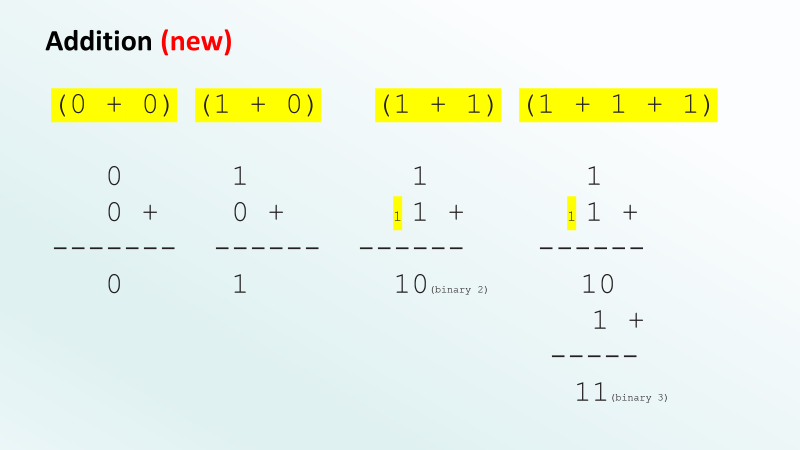 Addition (new)
(0 + 0) (1 + 0) (1 + 1) (1 + 1 + 1)
0 1 1 1
0 + 0 + 1 1 + 1 1 +
------- ------ ------ ------
0 1 10(binary 2) 10
1 +
-----
11(binary 3)